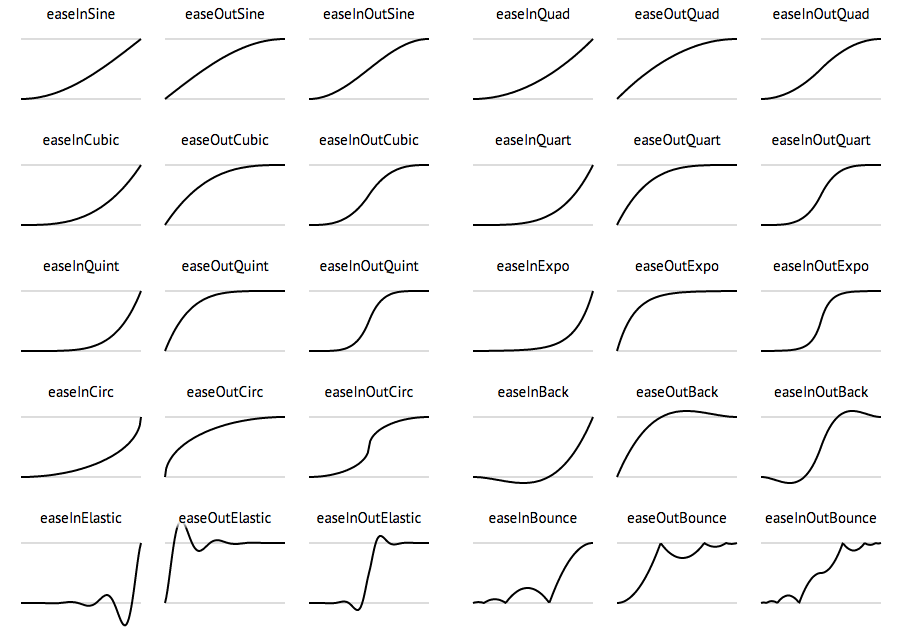 easeInSine easeOutSine easeInOutSine easeInQuad easeOutQuad easeInOutQuad
easeInCubic easeOutCubic easeInOutCubic easeInQuart easeOutQuart easeInOutQuart
easeInQuint easeOutQuint easeInOutQuint easeInExpo easeOutExpo easeInOutExpo
easeInCirc easeOutCirc easeInOutCirc easeInBack easeOutBack easeInOutBack
easeInElastic easeOutElastic easeInOutElastic easeInBounce easeOutBounce easeInOutBounce